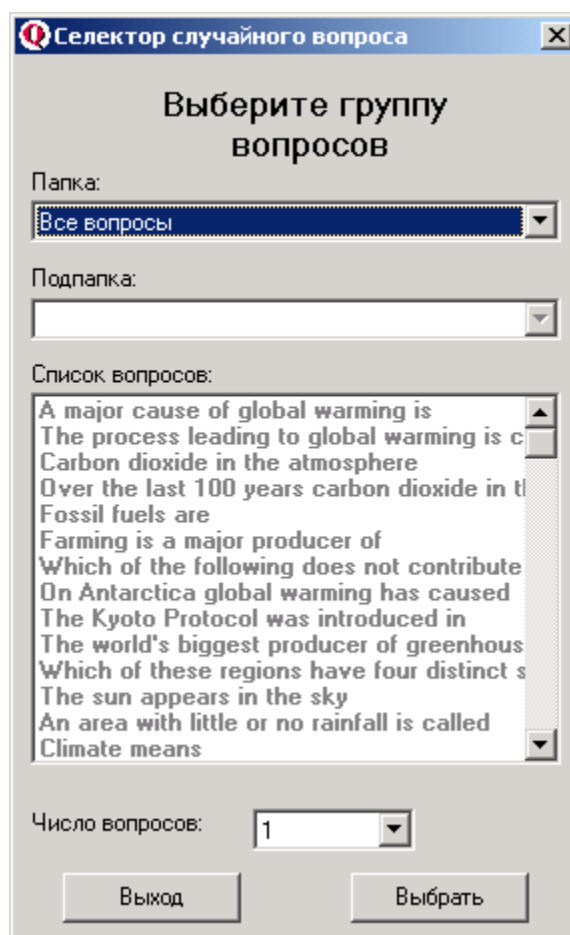 Селектор случайного вопроса
Выберите группу
вопросов
Папка:
Все вопросы
Подпапка:
Список вопросов:
A major cause of global warming is
The process leading to global warming is c
Carbon dioxide in the atmosphere
Over the last 100 years carbon dioxide in t
Fossil fuels are
Farming is a major producer of
Which of the following does not contribute
On Antarctica global warming has caused
The Kyoto Protocol was introduced in
The world's biggest producer of greenhous
Which of these regions have four distinct s
The sun appears in the sky
An area with little or no rainfall is called
Climate means
Число вопросов:
1
Выход
Выбрать